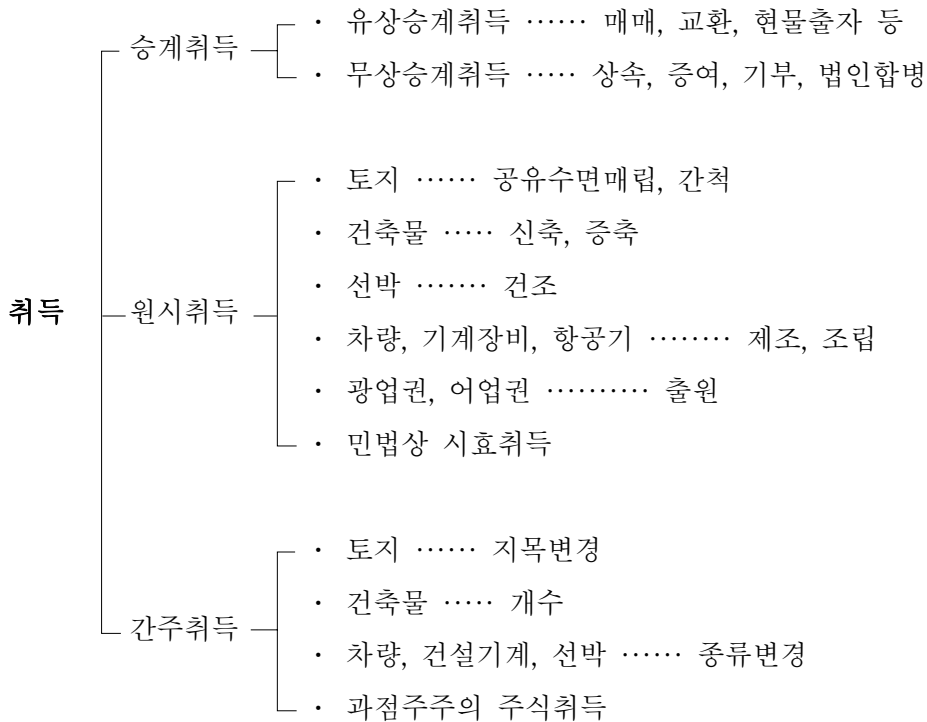 · 유상승계취득 …… 매매, 교환, 현물출자 등
승계취득
· 무상승계취득 ‥‥· 상속, 증여, 기부, 법인합병
· 토지 …… 공유수면매립, 간척
· 건축물 ‥‥· 신축, 증축
· 선박 ……· 건조
취득
원시취득
· 차량, 기계장비, 항공기 …‥… 제조, 조립
· 광업권, 어업권 ………· 출원
· 민법상 시효취득
· 토지 …… 지목변경
· 건축물 ‥‥· 개수
간주취득
· 차량, 건설기계, 선박 …… 종류변경
· 과점주주의 주식취득